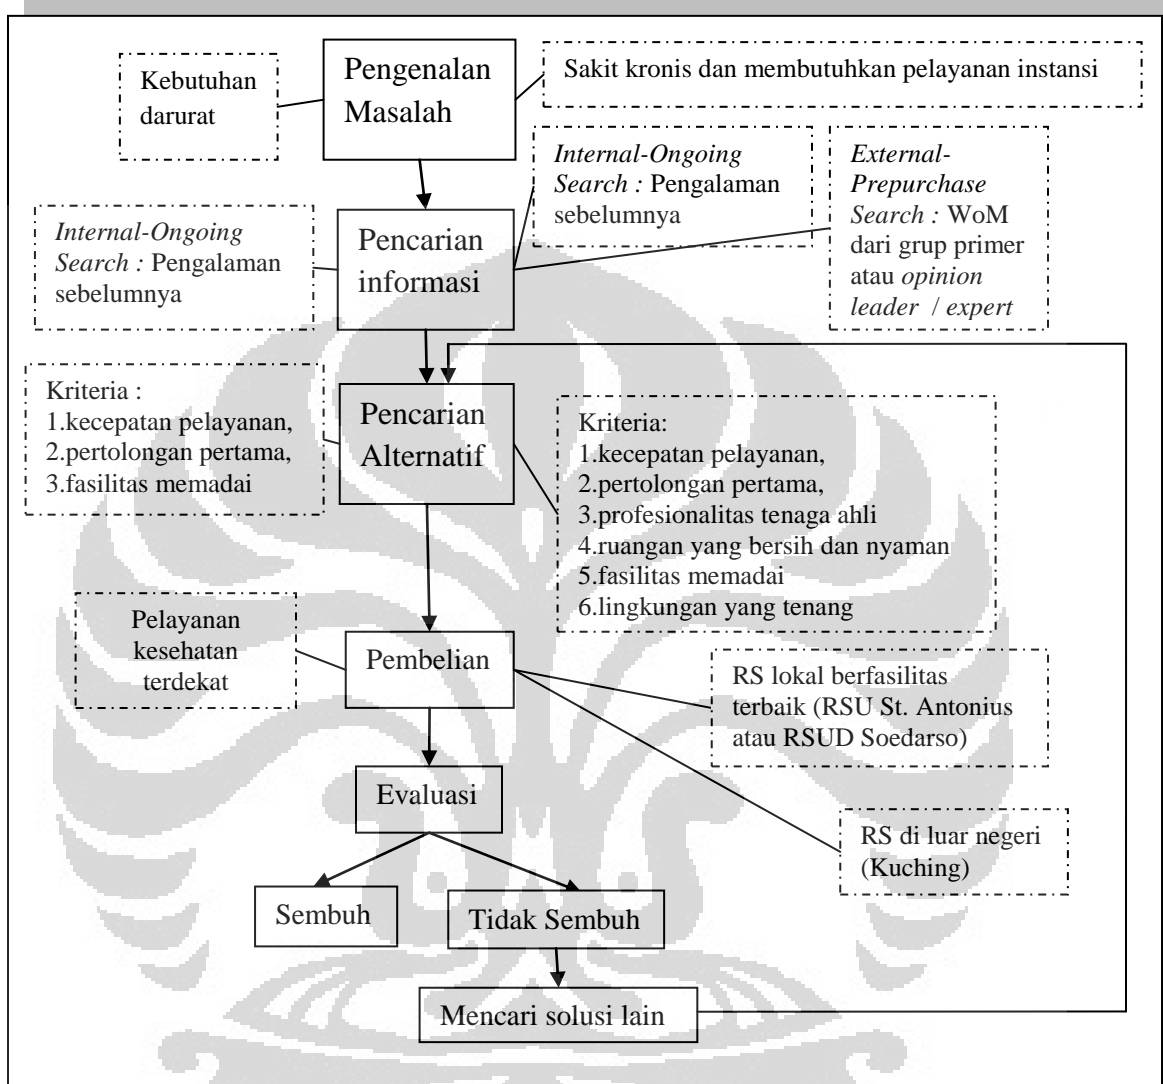 Kebutuhan
darurat
Pengenalan
Masalah
Sakit kronis dan membutuhkan pelayanan instansi
Internal-Ongoing
Search : Pengalaman
sebelumnya
Pencarian
informasi
Internal-Ongoing
Search : Pengalaman
sebelumnya
External-
Prepurchase
Search : WoM
dari grup primer
atau opinion
leader / expert
Kriteria :
1.kecepatan pelayanan,
2.pertolongan pertama,
3.fasilitas memadai
Pencarian
Alternatif
Kriteria:
1.kecepatan pelayanan,
2.pertolongan pertama,
3.profesionalitas tenaga ahli
4.ruangan yang bersih dan nyaman
5.fasilitas memadai
6.lingkungan yang tenang
Pelayanan
kesehatan
terdekat
Pembelian
RS lokal berfasilitas
terbaik (RSU St. Antonius
atau RSUD Soedarso)
RS di luar negeri
(Kuching)
Evaluasi
Sembuh
Tidak Sembuh
Mencari solusi lain